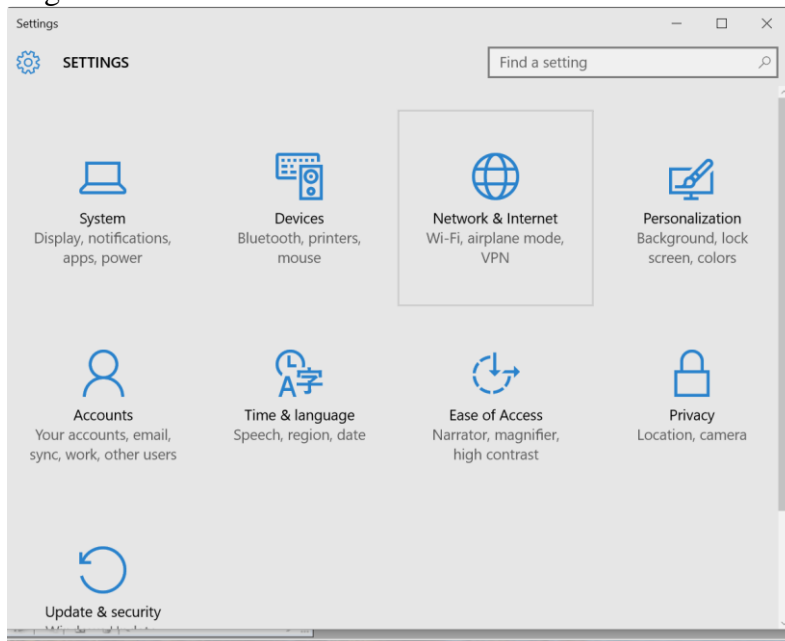 Settings
SETTINGS
Find a setting
System
Display, notifications,
apps, power
Devices
Bluetooth, printers,
mouse
Network & Internet
Wi-Fi, airplane mode,
VPN
Personalization
Background, lock
screen, colors
Accounts
Your accounts, email,
sync, work, other users
Time & language
Speech, region, date
Ease of Access
Narrator, magnifier,
high contrast
Privacy
Location, camera
Update & security